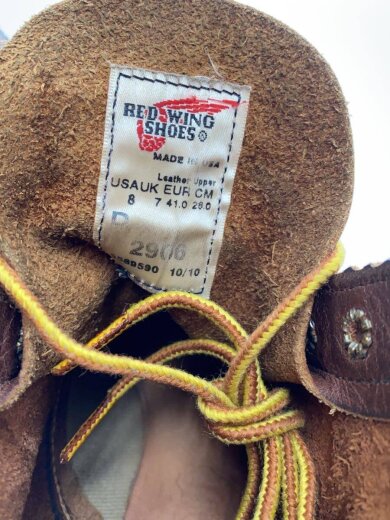 RED WING
SHOES®
MADE IN USA
Leather Upper
USA UK EUR CM
8 7 41.0 26.0
D
2906
10/10